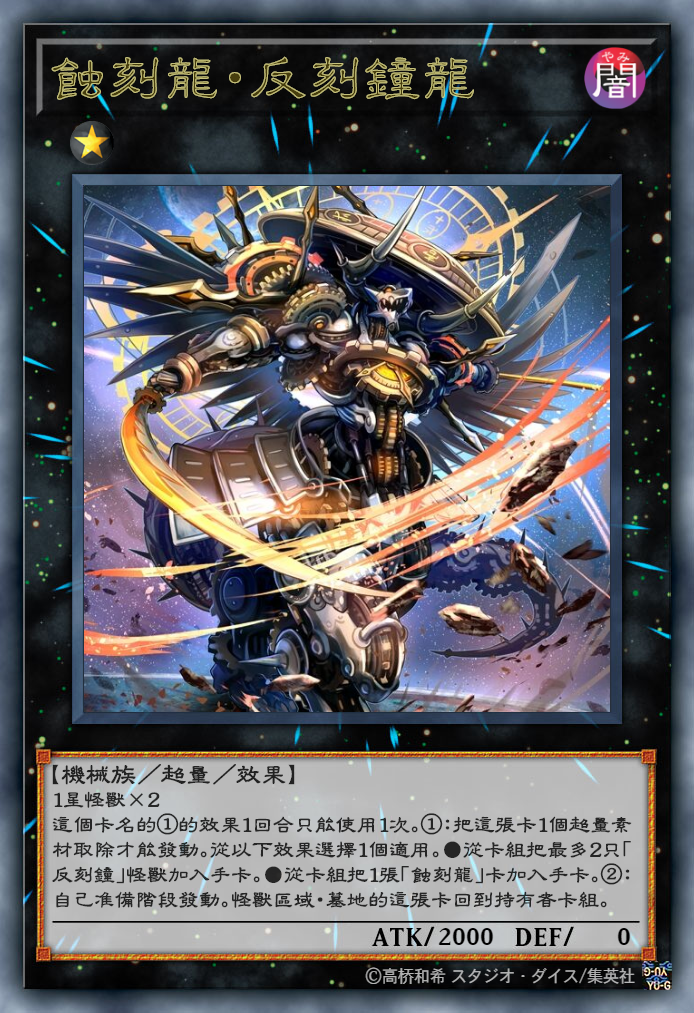 蝕刻龍・反刻鐘龍
やみ
闇
【機械族／超量／效果】
1星怪獸×2
這個卡名的①的效果1回合只能使用1次。①：把這張卡1個超量素
材取除才能發動。從以下效果選擇1個適用。●從卡組把最多2只「
反刻鐘」怪獸加入手卡。●從卡組把1張「蝕刻龍」卡加入手卡。②：
自己准備階段發動。怪獸區域・墓地的這張卡回到持有者卡組。
ATK/2000 DEF/ 0
©高桥和希 スタジオ・ダイス/集英社
YU-G